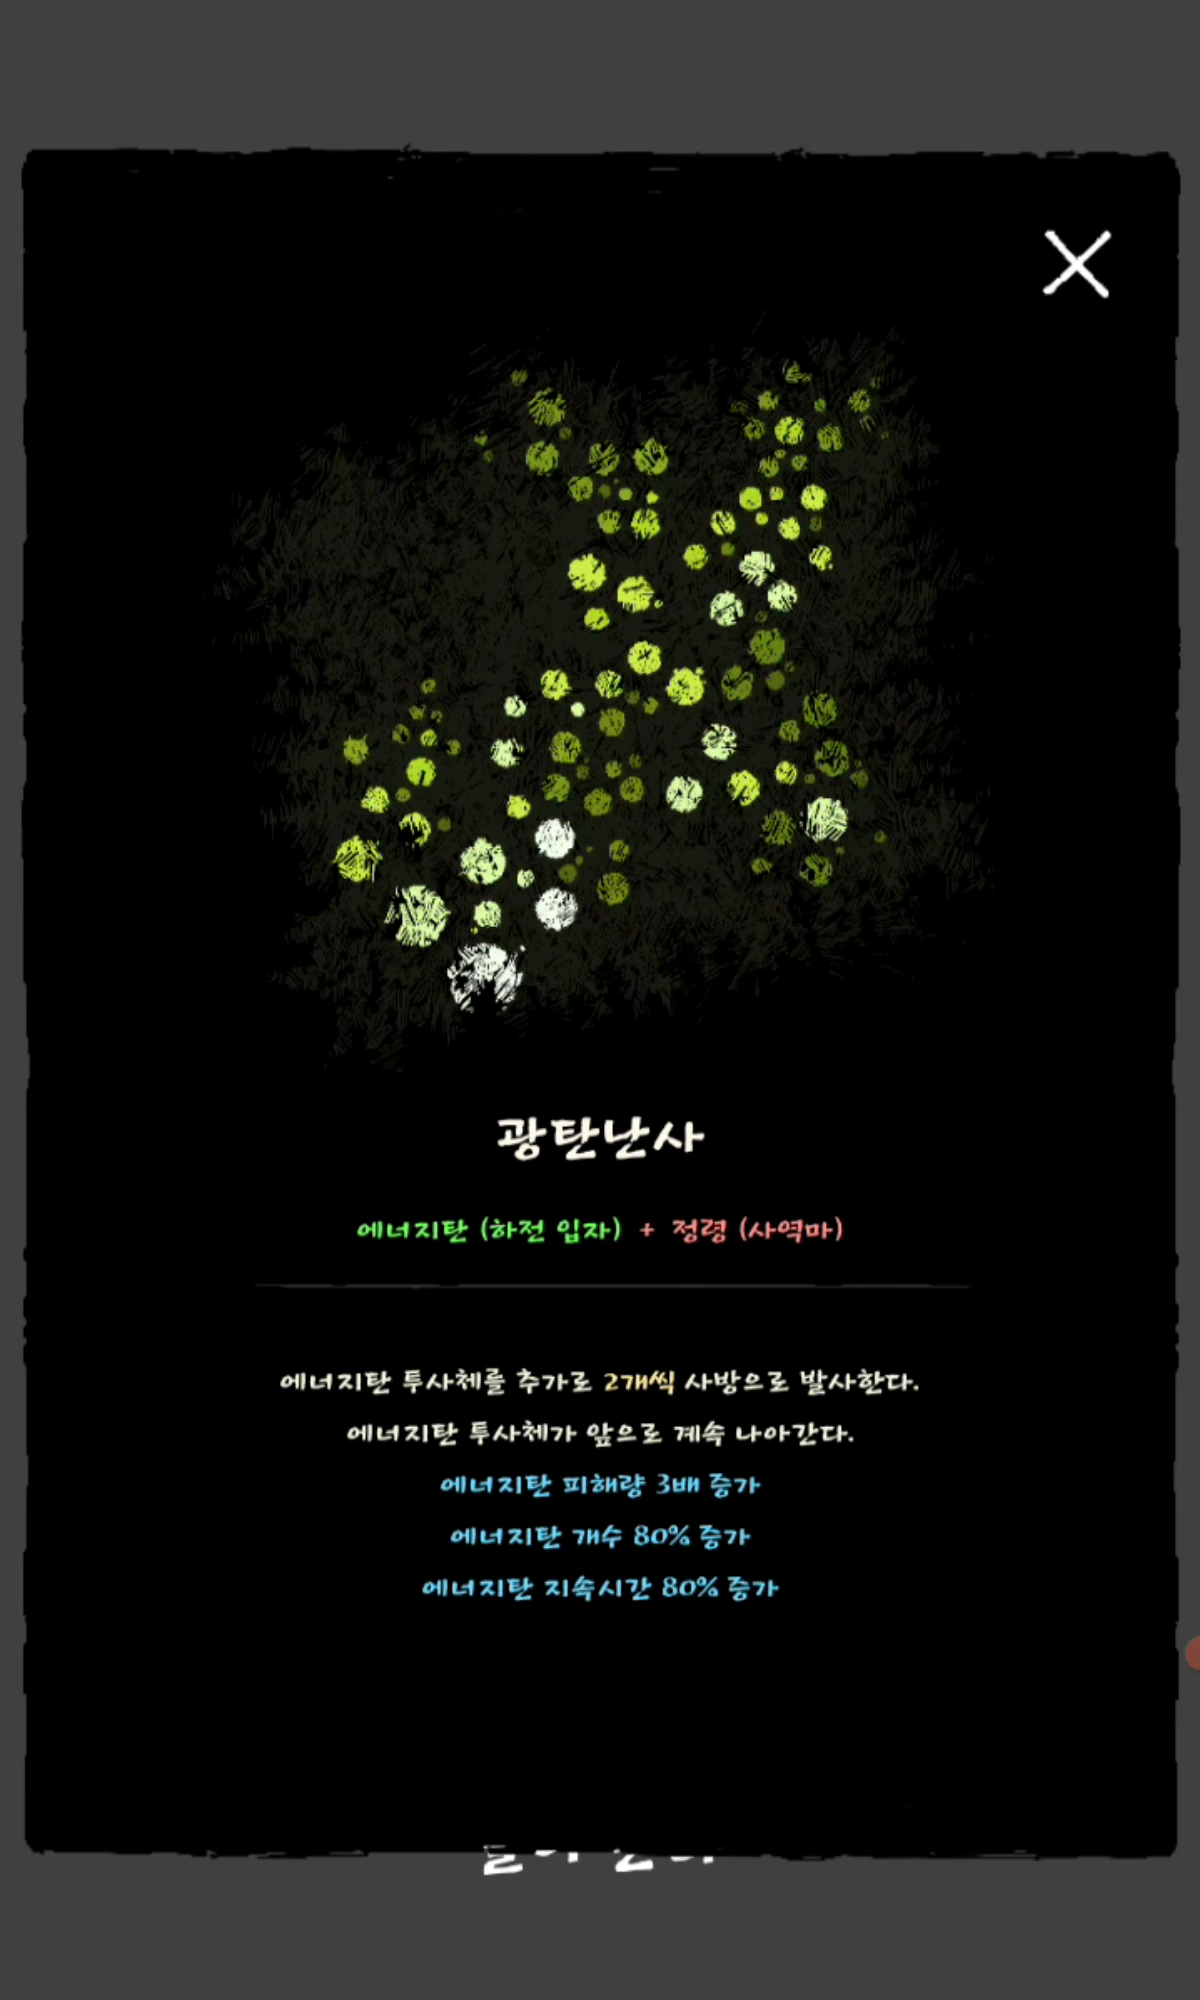 광탄난사
에너지탄 (하전 입자) + 정령 (사역마)
에너지탄 투사체를 추가로 2개씩 사방으로 발사한다.
에너지탄 투사체가 앞으로 계속 나아간다.
에너지탄 피해량 3배 증가
에너지탄 개수 80% 증가
에너지탄 지속시간 80% 증가